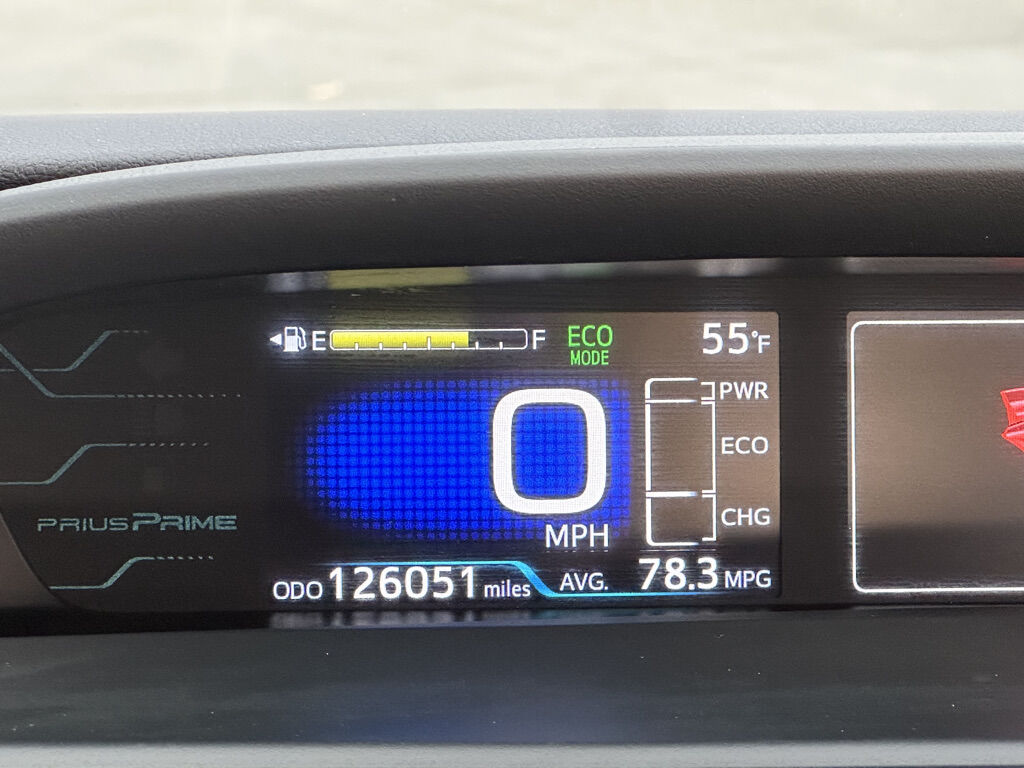 E F ECO MODE 55°F
PWR
0
ECO
PRIUS PRIME
CHG
MPH
ODO 126051 miles AVG. 78.3 MPG